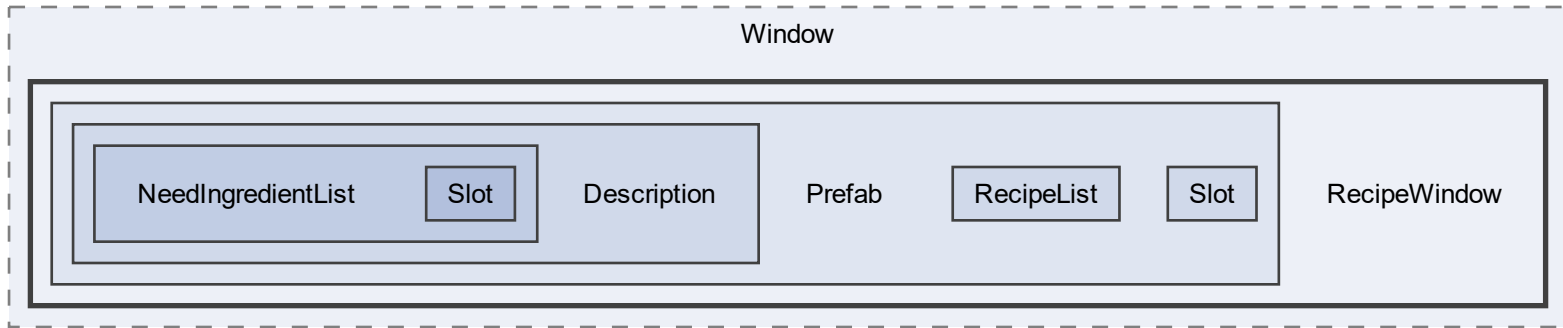 Window
NeedIngredientList
Slot
Description
Prefab
RecipeList
Slot
RecipeWindow